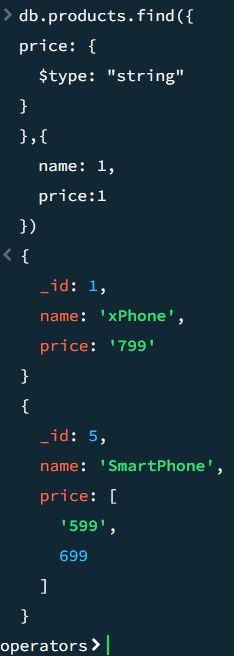 > db.products.find({
price: {
$type: "string"
}
},{
name: 1,
price:1
})
< {
_id: 1,
name: 'xPhone',
price: '799'
}
{
_id: 5,
name: 'SmartPhone',
price: [
'599',
699
]
}
operators>